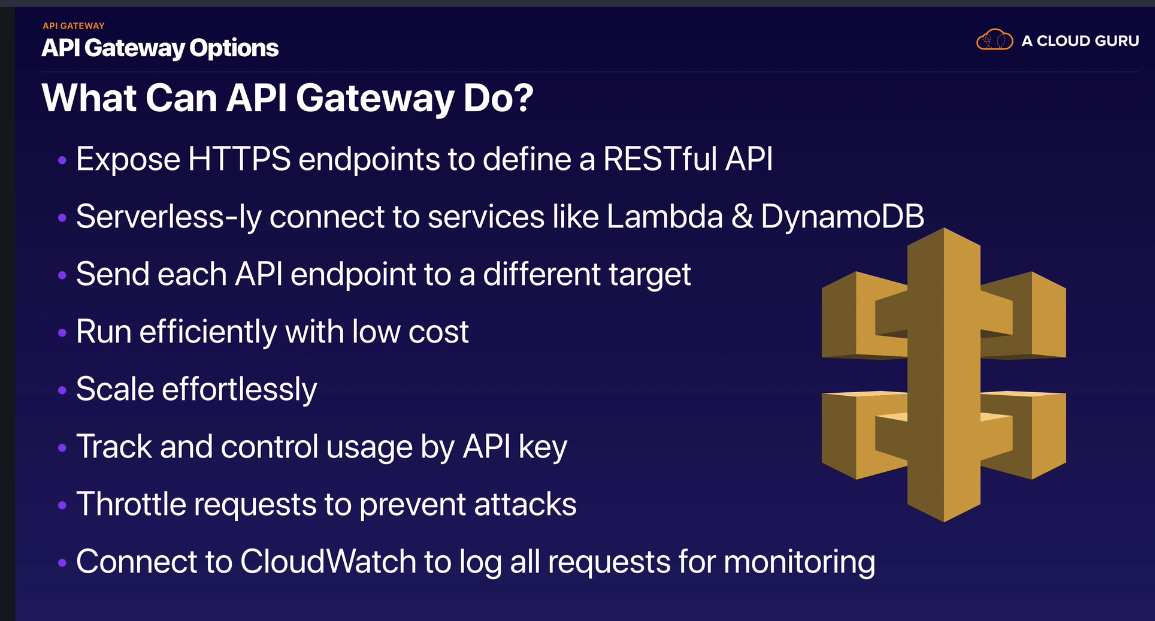 API GATEWAY
API Gateway Options
A CLOUD GURU
What Can API Gateway Do?
• Expose HTTPS endpoints to define a RESTful API
• Serverless-ly connect to services like Lambda & DynamoDB
• Send each API endpoint to a different target
• Run efficiently with low cost
• Scale effortlessly
• Track and control usage by API key
• Throttle requests to prevent attacks
• Connect to CloudWatch to log all requests for monitoring